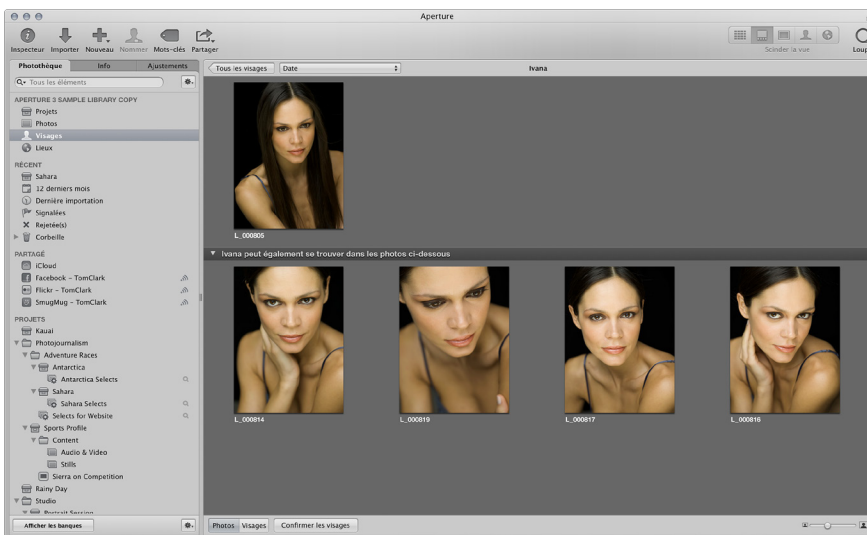 Aperture
Inspecteur Importer Nouveau Nommer Mots-clés Partager
Scinder la vue
Photothèque Info Ajustements
Tous les éléments
Tous les visages Date Ivana
APERTURE 3 SAMPLE LIBRARY COPY
Projets
Photos
Visages
Lieux
RÉCENT
Sahara
12 derniers mois
Dernière importation
Signalées
Rejetée(s)
Corbeille
PARTAGÉ
iCloud
Facebook – TomClark
Flickr – TomClark
SmugMug – TomClark
PROJETS
Kauai
Photojournalism
Adventure Races
Antarctica
Antarctica Selects
Sahara
Sahara Selects
Selects for Website
Sports Profile
Content
Audio & Video
Stills
Sierra on Competition
Rainy Day
Studio
Portrait Session
Afficher les banques
L_000805
Ivana peut également se trouver dans les photos ci-dessous
L_000814 L_000819 L_000817 L_000816
Photos Visages Confirmer les visages